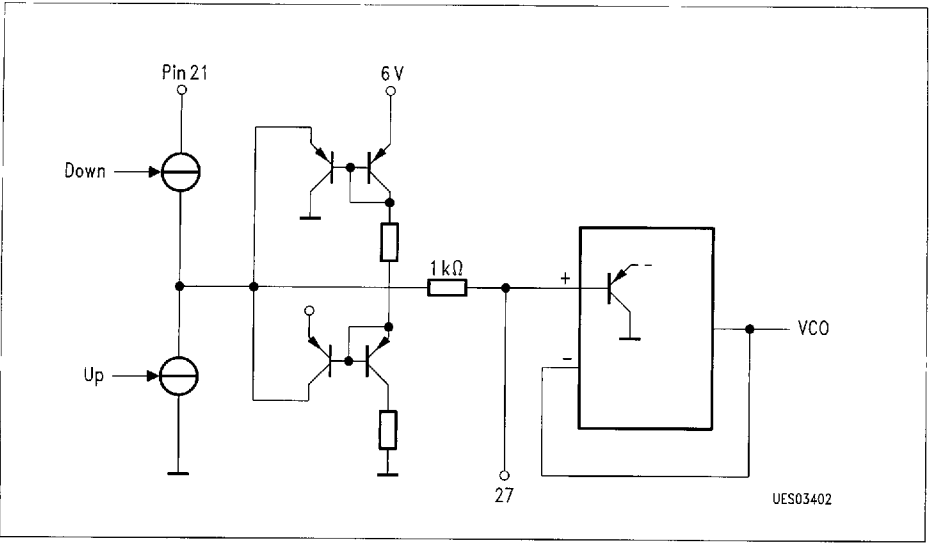 Pin 21
6 V
Down
1 kΩ
+
VCO
Up
−
27
UES03402